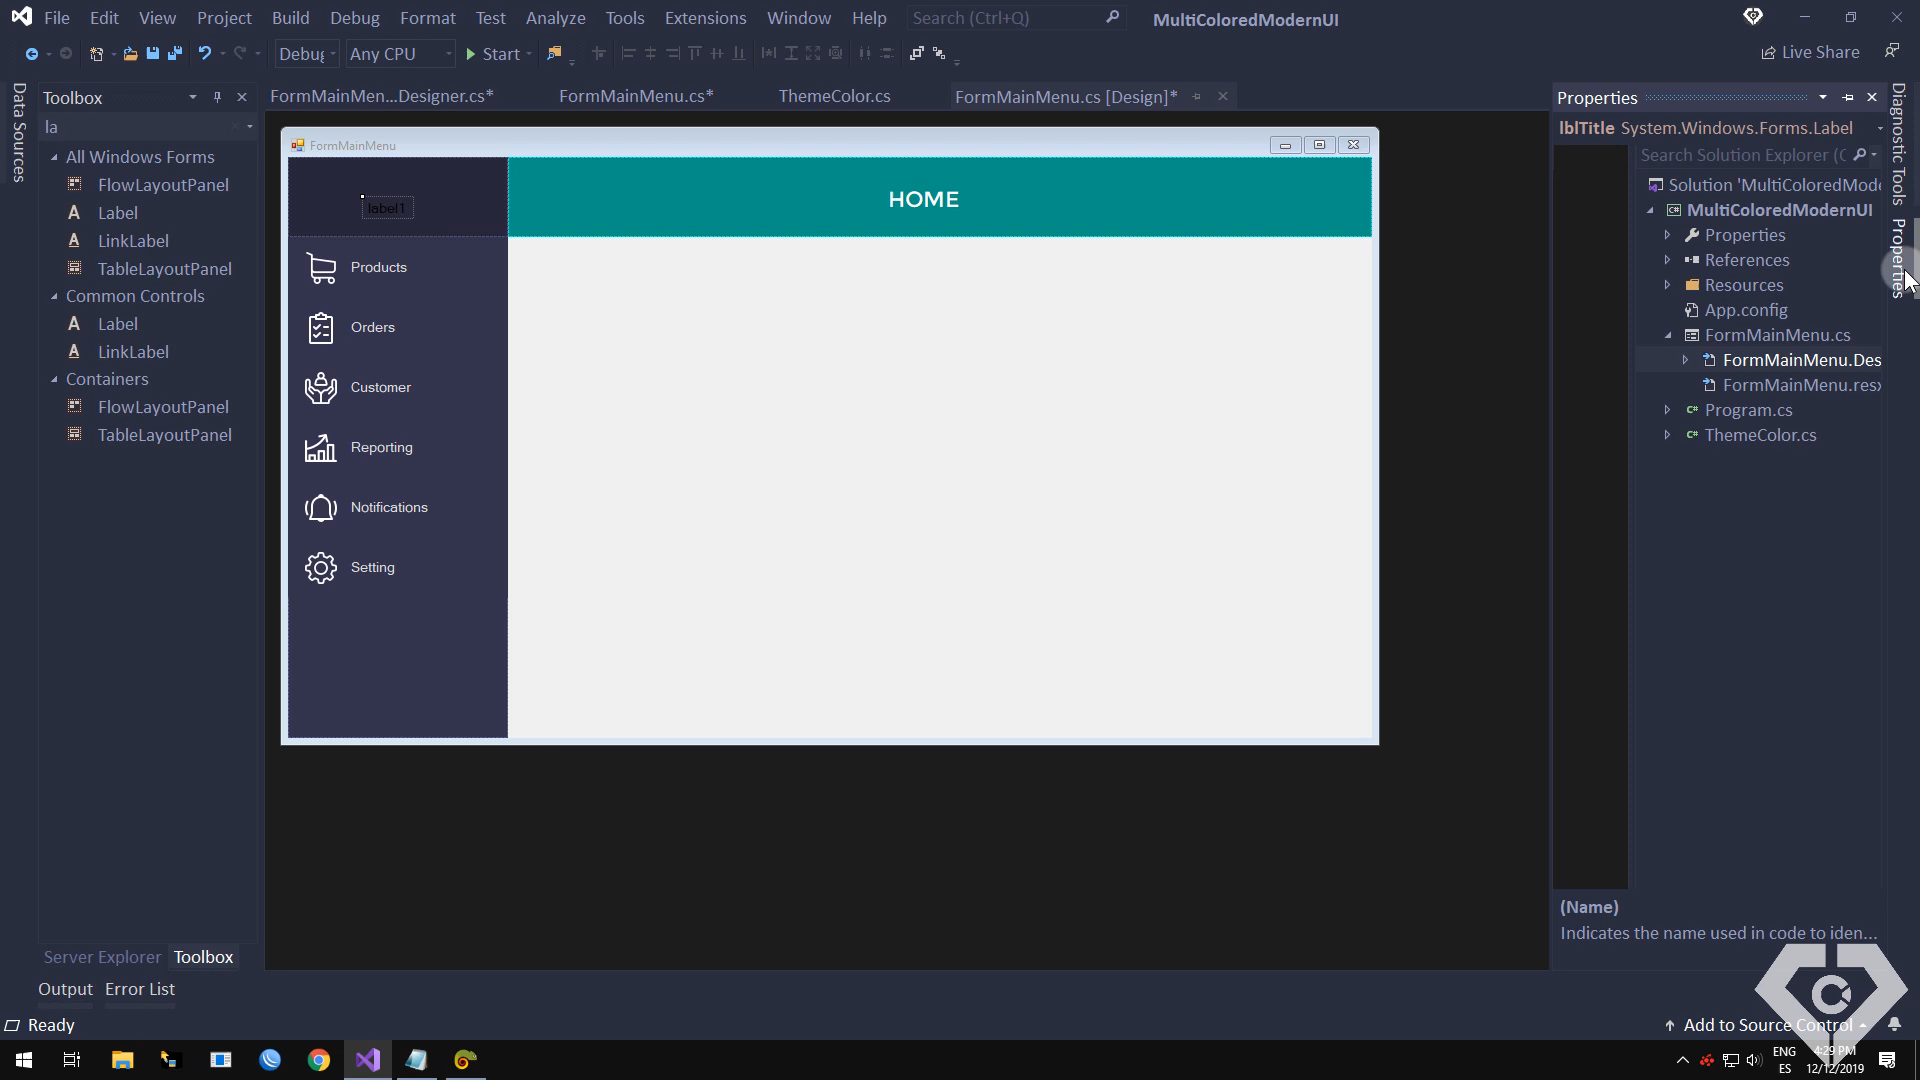 File Edit View Project Build Debug Format Test Analyze Tools Extensions Window Help Search (Ctrl+Q) MultiColoredModernUI
Debug Any CPU Start Live Share
Data Sources
Toolbox
la
All Windows Forms
FlowLayoutPanel
Label
LinkLabel
TableLayoutPanel
Common Controls
Label
LinkLabel
Containers
FlowLayoutPanel
TableLayoutPanel
Server Explorer Toolbox
FormMainMen...Designer.cs* FormMainMenu.cs* ThemeColor.cs FormMainMenu.cs [Design]*
FormMainMenu
label1
HOME
Products
Orders
Customer
Reporting
Notifications
Setting
Properties
lblTitle System.Windows.Forms.Label
Search Solution Explorer (C
Solution 'MultiColoredMode
MultiColoredModernUI
Properties
References
Resources
App.config
FormMainMenu.cs
FormMainMenu.Des
FormMainMenu.resx
Program.cs
ThemeColor.cs
(Name)
Indicates the name used in code to iden...
Diagnostic Tools
Properties
Output Error List
Ready
Add to Source Control
ENG
ES
4:29 PM
12/12/2019